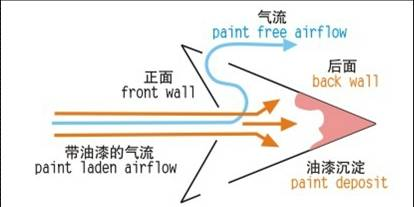 气流
paint free airflow
正面
front wall
后面
back wall
带油漆的气流
paint laden airflow
油漆沉淀
paint deposit